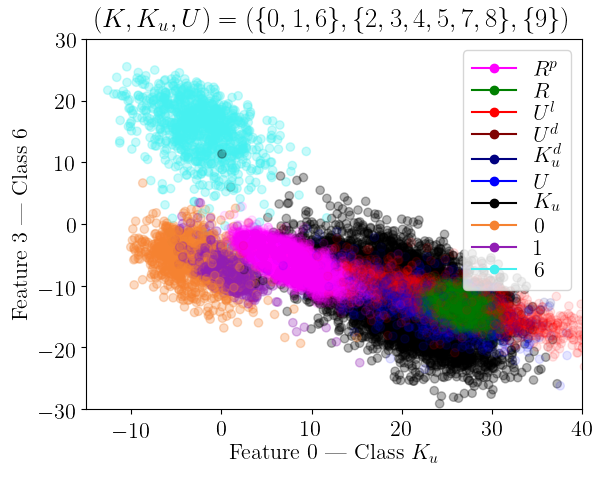 (K, K_u, U) = ({0, 1, 6}, {2, 3, 4, 5, 7, 8}, {9})
30
20
10
0
−10
−20
−30
Feature 3 — Class 6
R^p
R
U^l
U^d
K_u^d
U
K_u
0
1
6
−10
0
10
20
30
40
Feature 0 — Class K_u